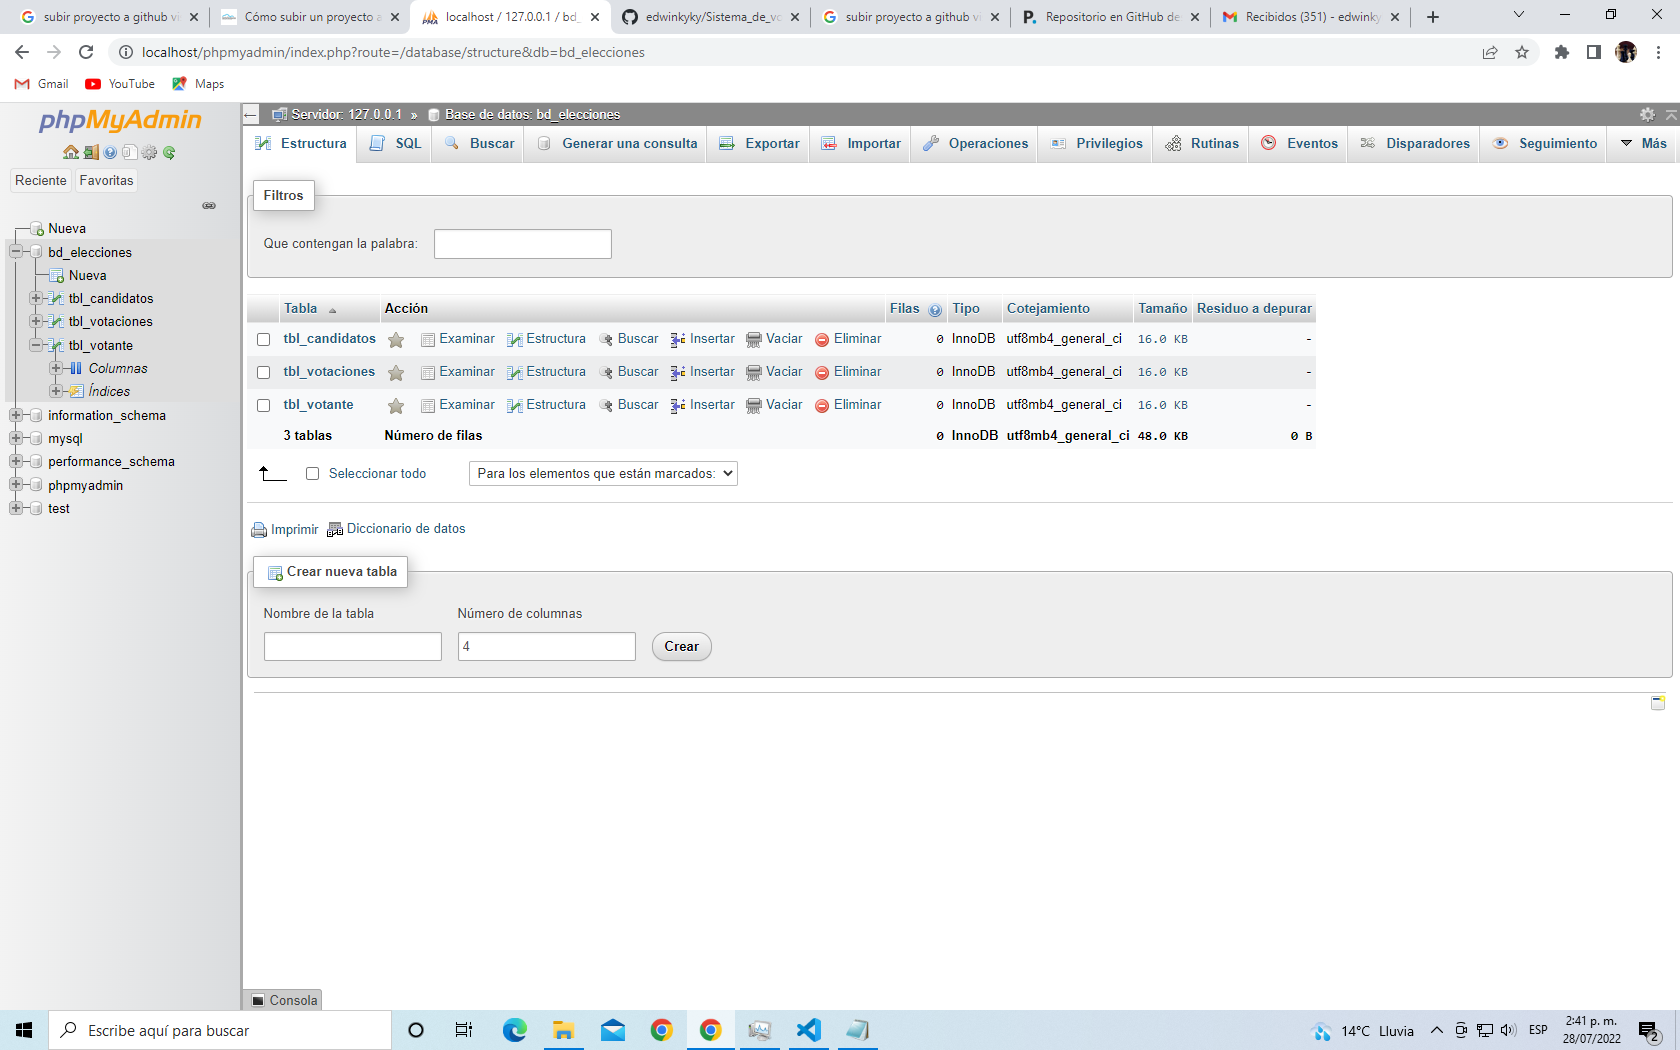 subir proyecto a github vi
Cómo subir un proyecto a
localhost / 127.0.0.1 / bd_
edwinkyky/Sistema_de_vo
subir proyecto a github vi
Repositorio en GitHub de
Recibidos (351) - edwinky
localhost/phpmyadmin/index.php?route=/database/structure&db=bd_elecciones
Gmail YouTube Maps
phpMyAdmin
Reciente Favoritas
Nueva
bd_elecciones
Nueva
tbl_candidatos
tbl_votaciones
tbl_votante
Columnas
Índices
information_schema
mysql
performance_schema
phpmyadmin
test
Servidor: 127.0.0.1 » Base de datos: bd_elecciones
Estructura SQL Buscar Generar una consulta Exportar Importar Operaciones Privilegios Rutinas Eventos Disparadores Seguimiento Más
Filtros
Que contengan la palabra:
Tabla Acción Filas Tipo Cotejamiento Tamaño Residuo a depurar
tbl_candidatos Examinar Estructura Buscar Insertar Vaciar Eliminar 0 InnoDB utf8mb4_general_ci 16.0 KB -
tbl_votaciones Examinar Estructura Buscar Insertar Vaciar Eliminar 0 InnoDB utf8mb4_general_ci 16.0 KB -
tbl_votante Examinar Estructura Buscar Insertar Vaciar Eliminar 0 InnoDB utf8mb4_general_ci 16.0 KB -
3 tablas Número de filas 0 InnoDB utf8mb4_general_ci 48.0 KB 0 B
Seleccionar todo Para los elementos que están marcados:
Imprimir Diccionario de datos
Crear nueva tabla
Nombre de la tabla Número de columnas
4 Crear
Consola
Escribe aquí para buscar
14°C Lluvia ESP 2:41 p. m.
28/07/2022 2